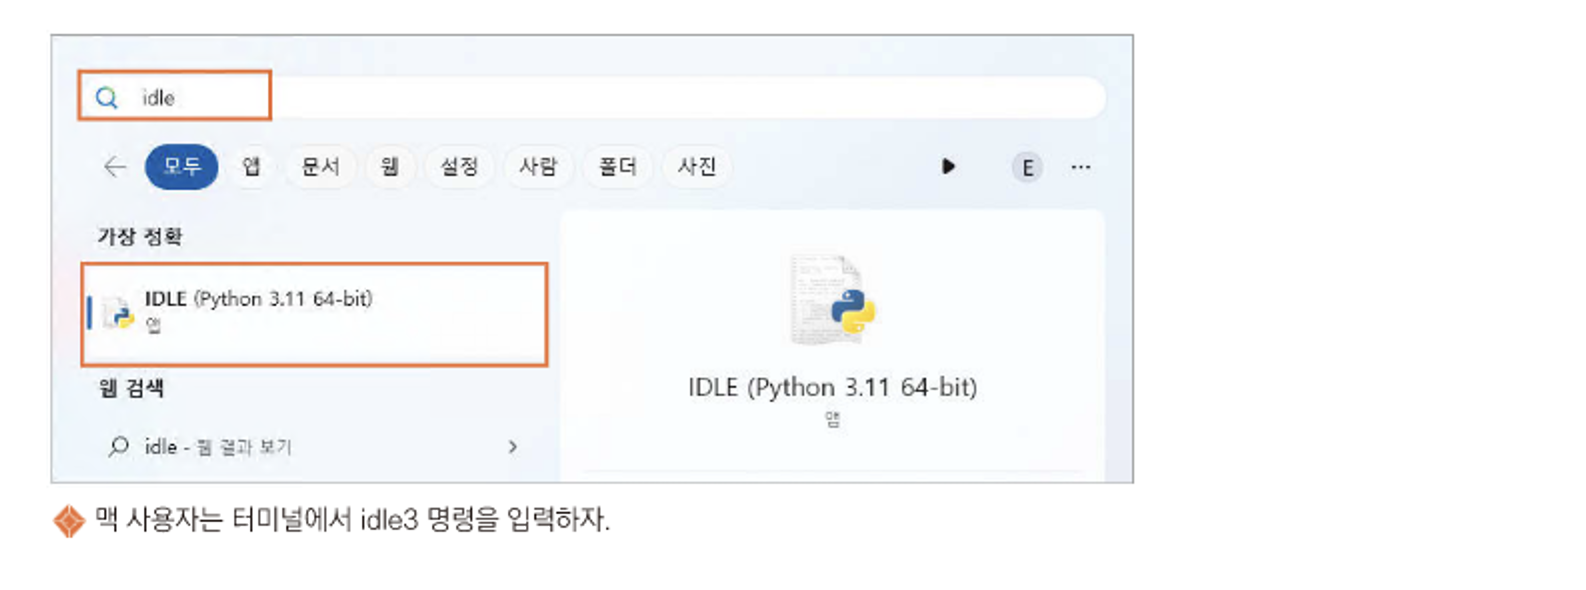 idle
모두 앱 문서 웹 설정 사람 폴더 사진 E ...
가장 정확
IDLE (Python 3.11 64-bit)
앱
웹 검색
idle - 웹 결과 보기
IDLE (Python 3.11 64-bit)
앱
맥 사용자는 터미널에서 idle3 명령을 입력하자.